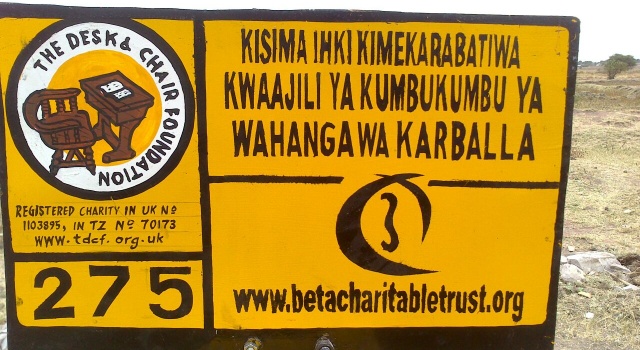 THE DESK & CHAIR FOUNDATION
REGISTERED CHARITY IN UK Nº
1103895, IN TZ Nº 70173
www.tdcf.org.uk
275
KISIMA IHKI KIMEKARABATIWA
KWAAJILI YA KUMBUKUMBU YA
WAHANGA WA KARBALLA
www.betacharitabletrust.org